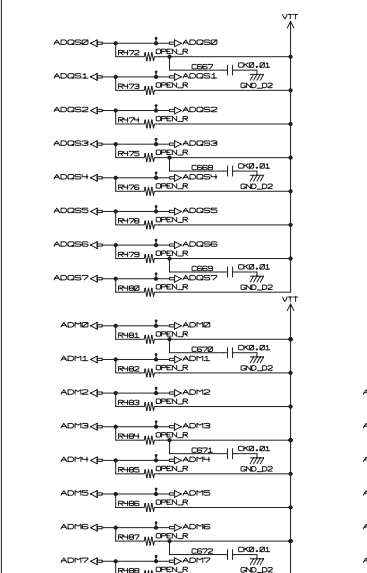 VTT
ADQS0 ADQS0
R472 OPEN_R
C667 CK0.01
ADQS1 ADQS1
R473 OPEN_R GND_D2
ADQS2 ADQS2
R474 OPEN_R
ADQS3 ADQS3
R475 OPEN_R
C668 CK0.01
ADQS4 ADQS4
R476 OPEN_R GND_D2
ADQS5 ADQS5
R478 OPEN_R
ADQS6 ADQS6
R479 OPEN_R
C669 CK0.01
ADQS7 ADQS7
R480 OPEN_R GND_D2
VTT
ADM0 ADM0
R481 OPEN_R
C670 CK0.01
ADM1 ADM1
R482 OPEN_R GND_D2
ADM2 ADM2
R483 OPEN_R
ADM3 ADM3
R484 OPEN_R
C671 CK0.01
ADM4 ADM4
R485 OPEN_R GND_D2
ADM5 ADM5
R486 OPEN_R
ADM6 ADM6
R487 OPEN_R
C672 CK0.01
ADM7 ADM7
R488 OPEN_R GND_D2